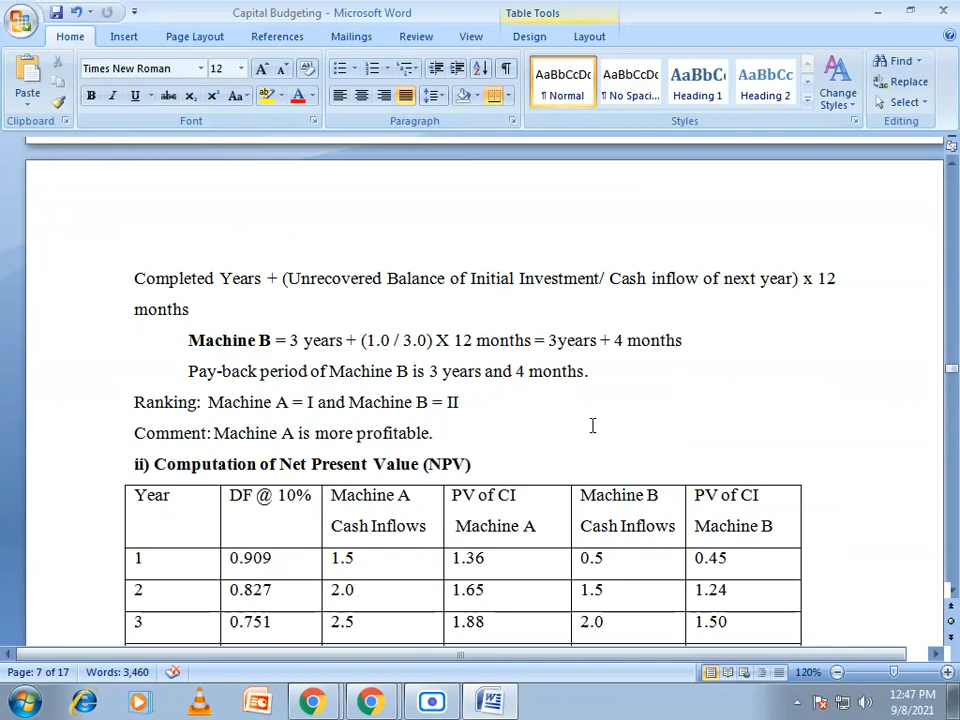 Capital Budgeting - Microsoft Word
Table Tools
Home Insert Page Layout References Mailings Review View Design Layout
Paste
Clipboard
Times New Roman 12
Font
Paragraph
AaBbCcDc AaBbCcDc AaBbC AaBbCc
¶ Normal ¶ No Spaci... Heading 1 Heading 2
Change Styles
Styles
Find
Replace
Select
Editing
Completed Years + (Unrecovered Balance of Initial Investment/ Cash inflow of next year) x 12
months
Machine B = 3 years + (1.0 / 3.0) X 12 months = 3years + 4 months
Pay-back period of Machine B is 3 years and 4 months.
Ranking: Machine A = I and Machine B = II
Comment: Machine A is more profitable.
ii) Computation of Net Present Value (NPV)
Year DF @ 10% Machine A PV of CI Machine B PV of CI
Cash Inflows Machine A Cash Inflows Machine B
1 0.909 1.5 1.36 0.5 0.45
2 0.827 2.0 1.65 1.5 1.24
3 0.751 2.5 1.88 2.0 1.50
Page: 7 of 17 Words: 3,460 120%
12:47 PM
9/8/2021